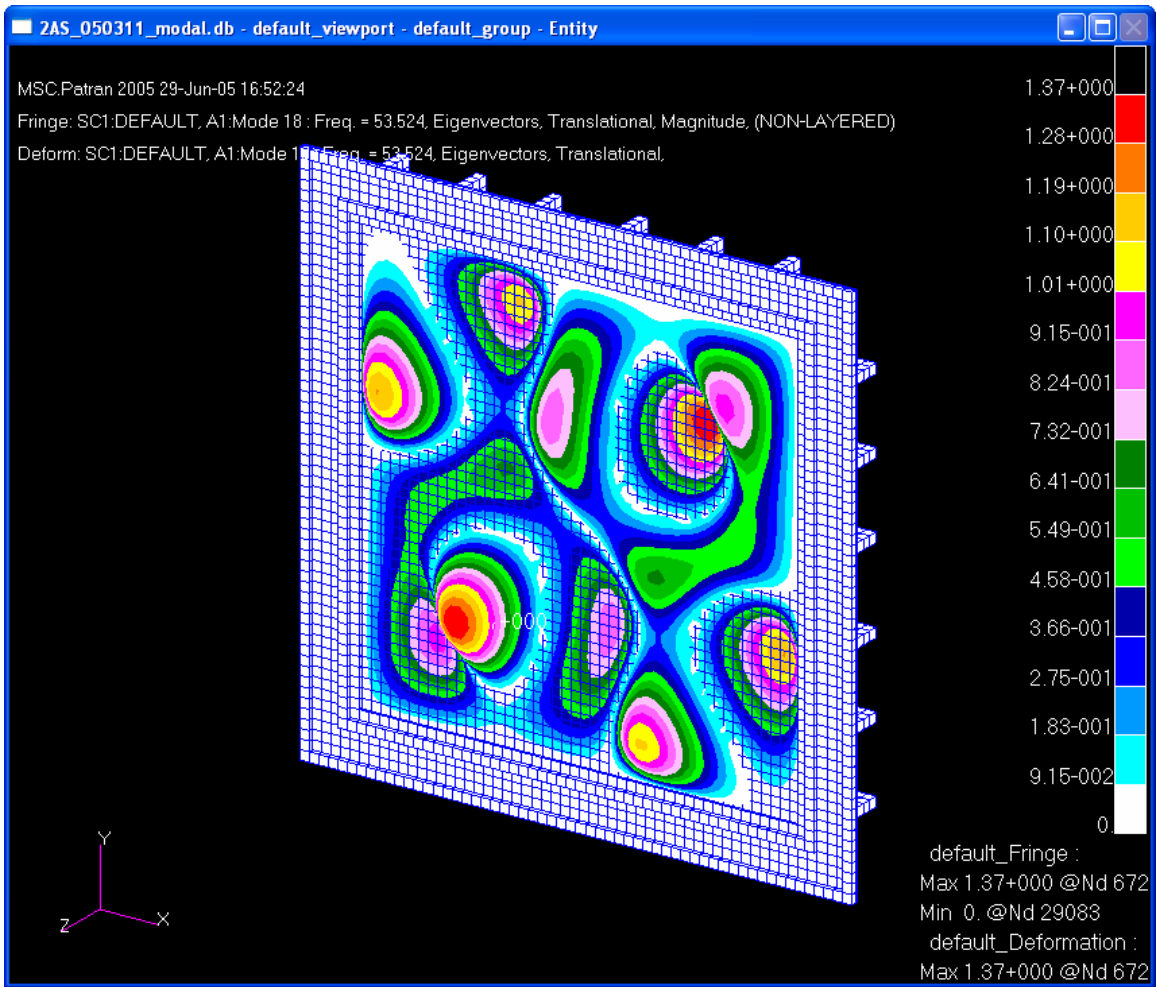 2AS_050311_modal.db - default_viewport - default_group - Entity
MSC.Patran 2005 29-Jun-05 16:52:24
Fringe: SC1:DEFAULT, A1:Mode 18 : Freq. = 53.524, Eigenvectors, Translational, Magnitude, (NON-LAYERED)
Deform: SC1:DEFAULT, A1:Mode 1 Freq. = 53.524, Eigenvectors, Translational,
1.37+000
1.28+000
1.19+000
1.10+000
1.01+000
9.15-001
8.24-001
7.32-001
6.41-001
5.49-001
4.58-001
3.66-001
2.75-001
1.83-001
9.15-002
0.
+000
Y
Z
X
default_Fringe :
Max 1.37+000 @Nd 672
Min 0. @Nd 29083
default_Deformation :
Max 1.37+000 @Nd 672